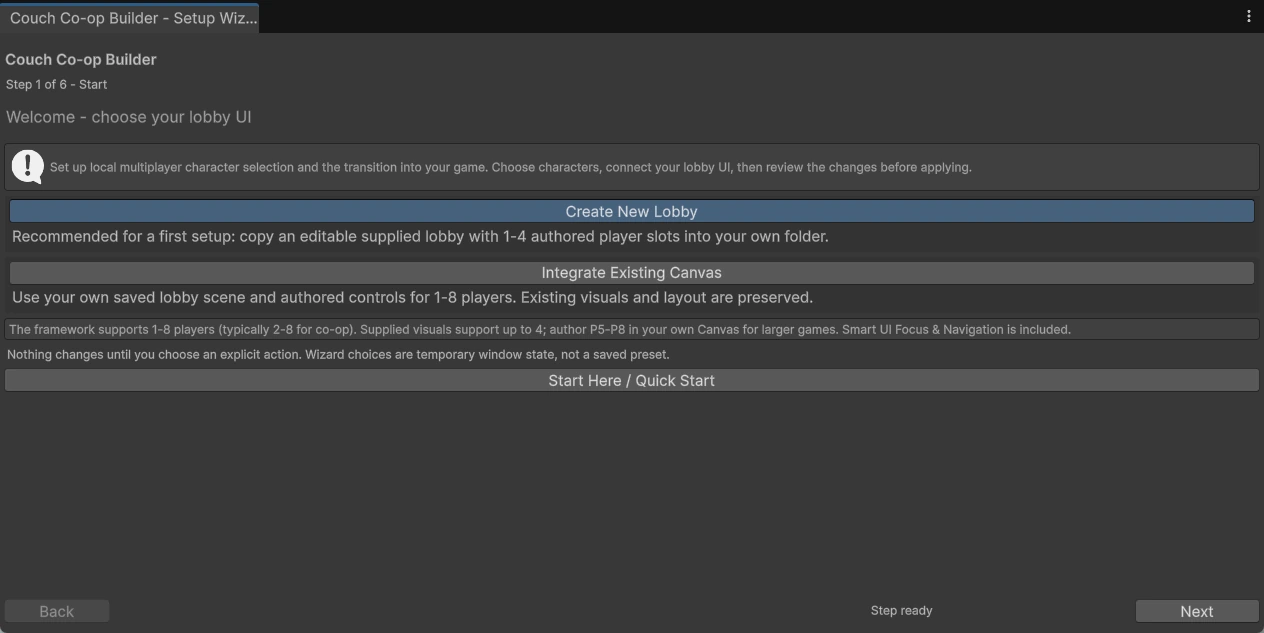 Couch Co-op Builder - Setup Wiz...
Couch Co-op Builder
Step 1 of 6 - Start
Welcome - choose your lobby UI
Set up local multiplayer character selection and the transition into your game. Choose characters, connect your lobby UI, then review the changes before applying.
Create New Lobby
Recommended for a first setup: copy an editable supplied lobby with 1-4 authored player slots into your own folder.
Integrate Existing Canvas
Use your own saved lobby scene and authored controls for 1-8 players. Existing visuals and layout are preserved.
The framework supports 1-8 players (typically 2-8 for co-op). Supplied visuals support up to 4; author P5-P8 in your own Canvas for larger games. Smart UI Focus & Navigation is included.
Nothing changes until you choose an explicit action. Wizard choices are temporary window state, not a saved preset.
Start Here / Quick Start
Back
Step ready
Next